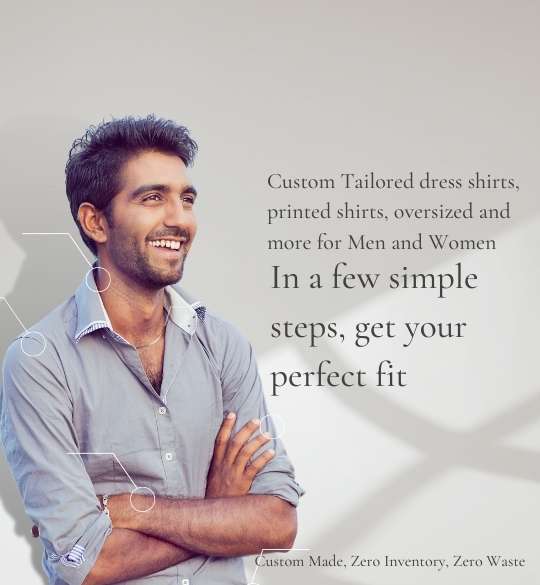 Custom Tailored dress shirts,
printed shirts, oversized and
more for Men and Women
In a few simple
steps, get your
perfect fit
Custom Made, Zero Inventory, Zero Waste